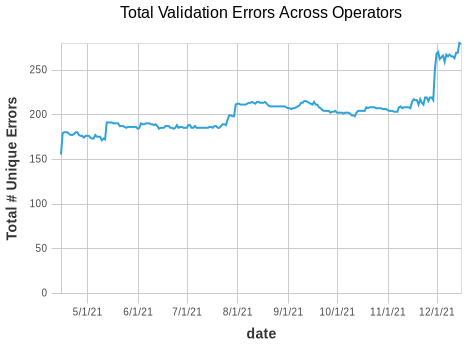 Total Validation Errors Across Operators
Total # Unique Errors
250
200
150
100
50
0
5/1/21 6/1/21 7/1/21 8/1/21 9/1/21 10/1/21 11/1/21 12/1/21
date